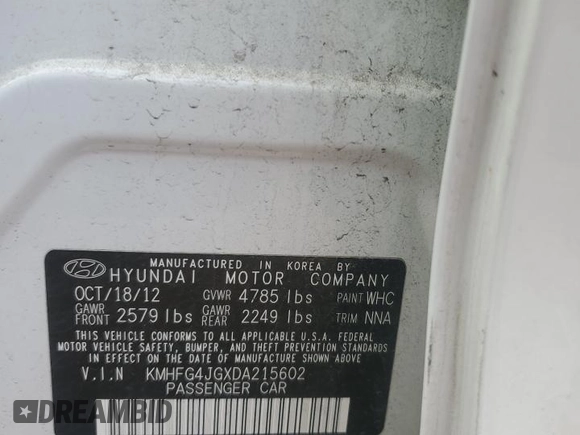 MANUFACTURED IN KOREA BY
HYUNDAI MOTOR COMPANY
OCT/18/12 GVWR 4785 lbs PAINT WHC
GAWR FRONT 2579 lbs GAWR REAR 2249 lbs TRIM NNA
THIS VEHICLE CONFORMS TO ALL APPLICABLE U.S.A. FEDERAL
MOTOR VEHICLE SAFETY, BUMPER, AND THEFT PREVENTION STANDARDS
IN EFFECT ON THE DATE OF MANUFACTURE SHOWN ABOVE.
V.I.N KMHFG4JGXDA215602
PASSENGER CAR
DREAMBID